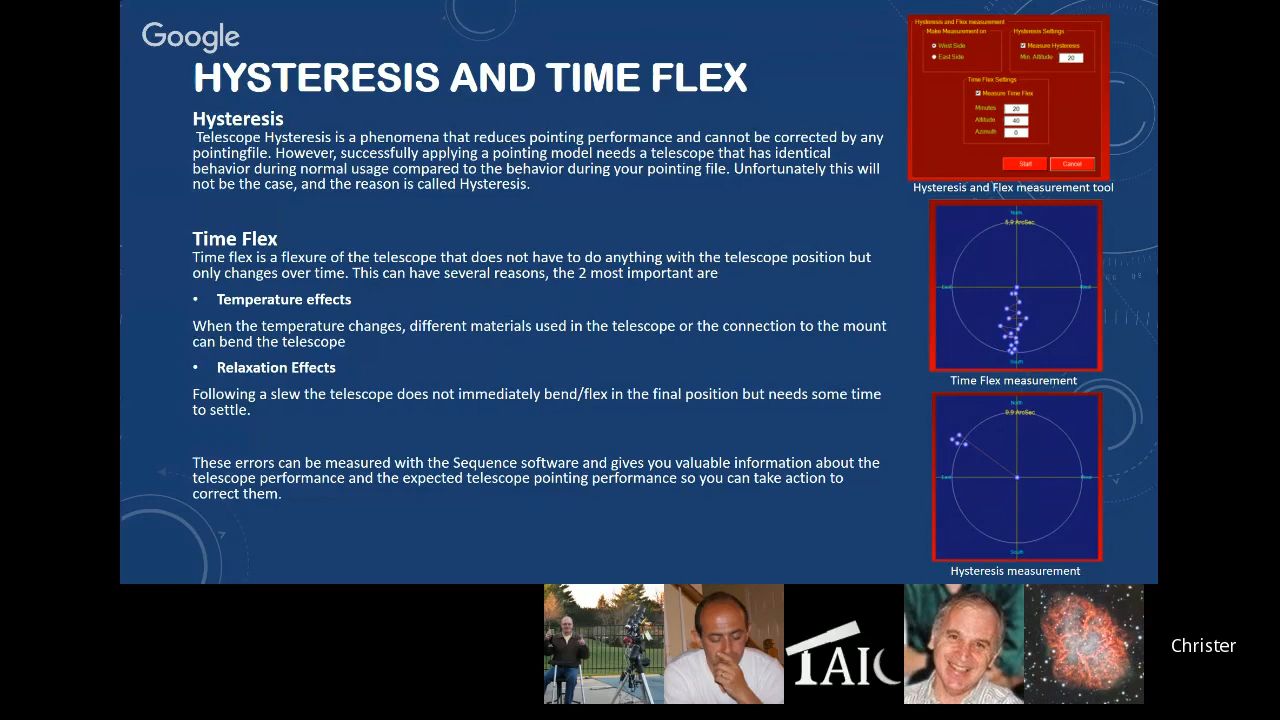 Google
HYSTERESIS AND TIME FLEX
Hysteresis
Telescope Hysteresis is a phenomena that reduces pointing performance and cannot be corrected by any
pointingfile. However, successfully applying a pointing model needs a telescope that has identical
behavior during normal usage compared to the behavior during your pointing file. Unfortunately this will
not be the case, and the reason is called Hysteresis.
Time Flex
Time flex is a flexure of the telescope that does not have to do anything with the telescope position but
only changes over time. This can have several reasons, the 2 most important are
• Temperature effects
When the temperature changes, different materials used in the telescope or the connection to the mount
can bend the telescope
• Relaxation Effects
Following a slew the telescope does not immediately bend/flex in the final position but needs some time
to settle.
These errors can be measured with the Sequence software and gives you valuable information about the
telescope performance and the expected telescope pointing performance so you can take action to
correct them.
Hysteresis and Flex measurement
Make Measurement on
West Side
East Side
Hysteresis Settings
Measure Hysteresis
Min. Altitude 20
Time Flex Settings
Measure Time Flex
Minutes 20
Altitude 40
Azimuth 0
Start Cancel
Hysteresis and Flex measurement tool
North
ArcSec
East
West
South
Time Flex measurement
North
ArcSec
East
West
South
Hysteresis measurement
TAIC
Christer